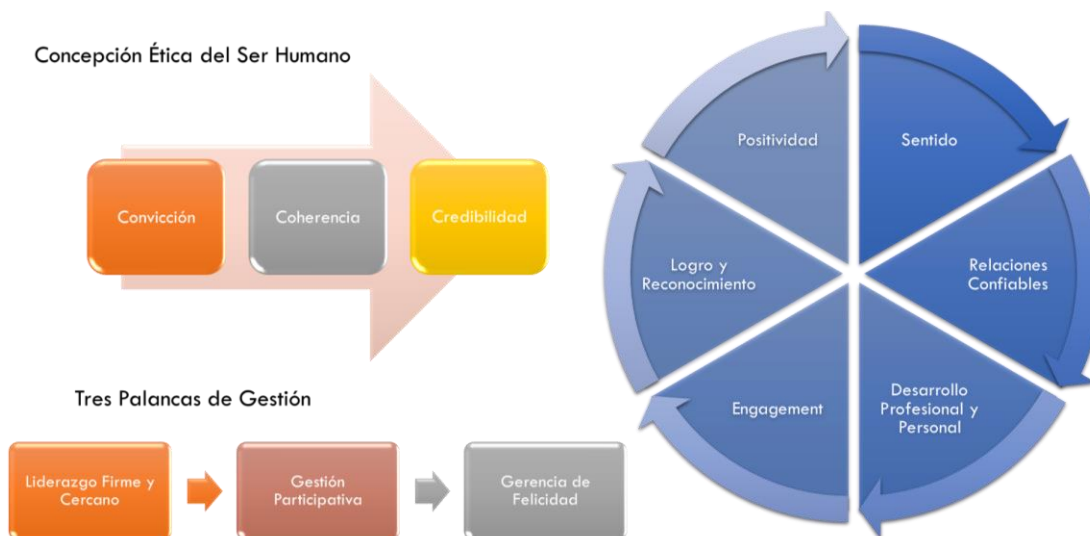 Concepción Ética del Ser Humano
Convicción
Coherencia
Credibilidad
Tres Palancas de Gestión
Liderazgo Firme y
Cercano
Gestión
Participativa
Gerencia de
Felicidad
Positividad
Sentido
Logro y
Reconocimiento
Relaciones
Confiables
Engagement
Desarrollo
Profesional y
Personal